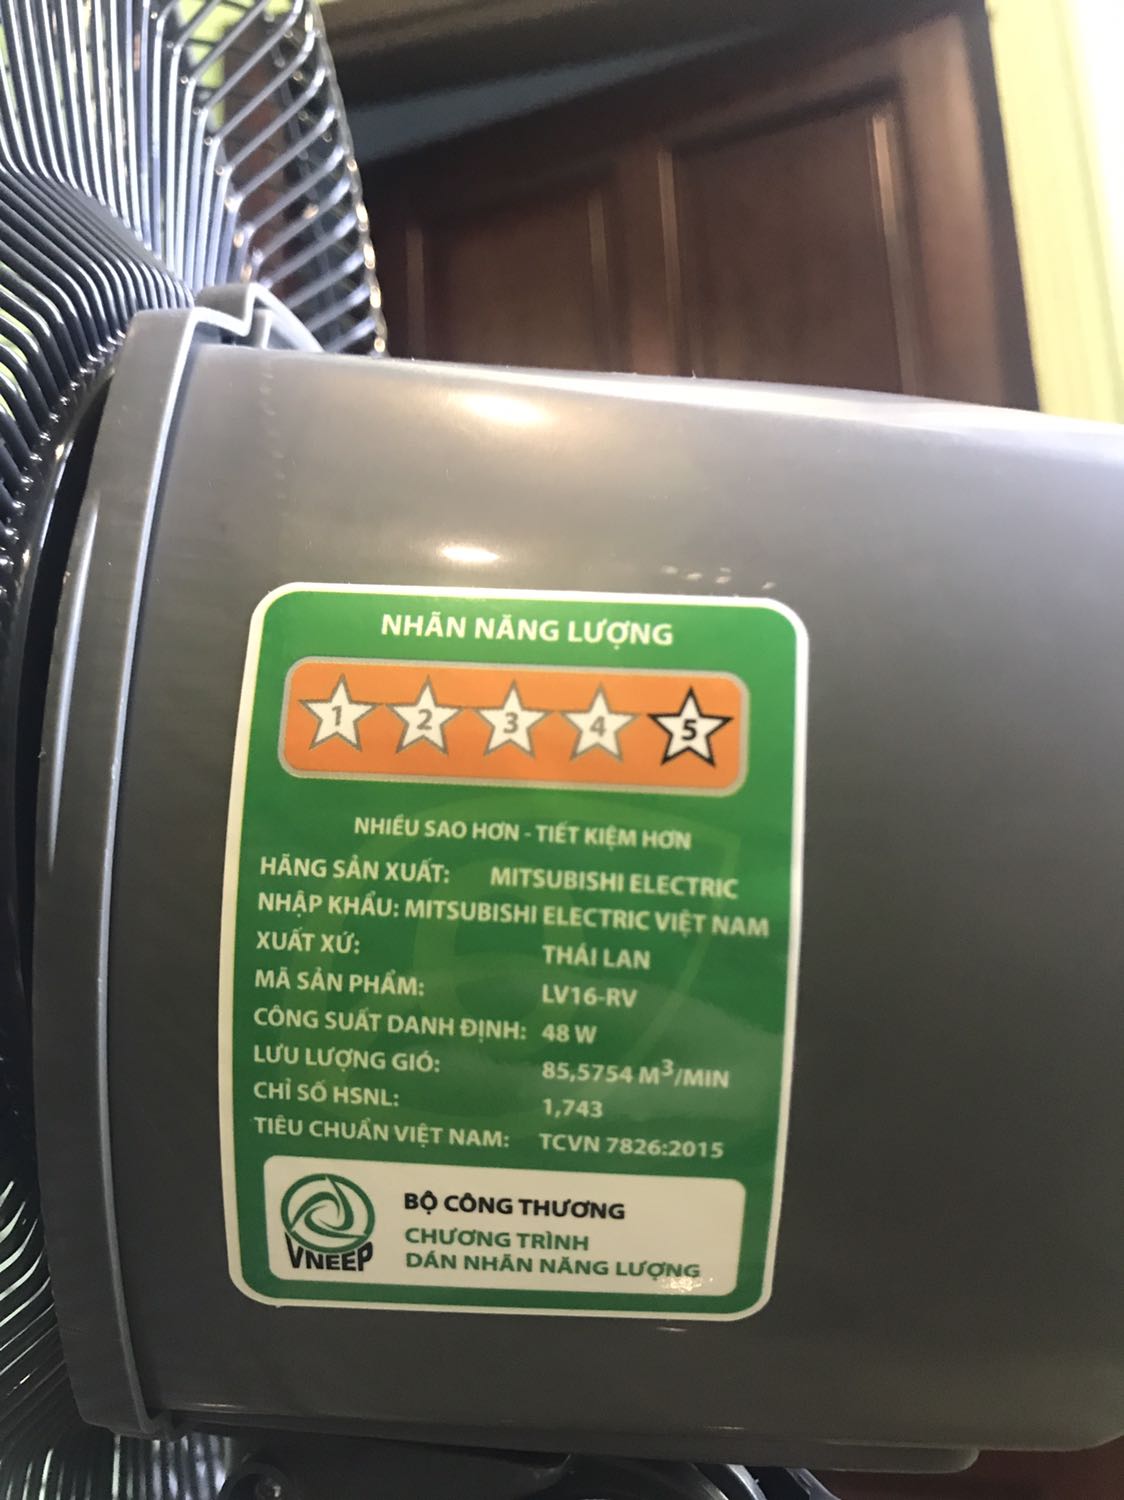 NHÃN NĂNG LƯỢNG
1 2 3 4 5
NHIỀU SAO HƠN - TIẾT KIỆM HƠN
HÃNG SẢN XUẤT: MITSUBISHI ELECTRIC
NHẬP KHẨU: MITSUBISHI ELECTRIC VIỆT NAM
XUẤT XỨ: THÁI LAN
MÃ SẢN PHẨM: LV16-RV
CÔNG SUẤT DANH ĐỊNH: 48 W
LƯU LƯỢNG GIÓ: 85,5754 M³/MIN
CHỈ SỐ HSNL: 1,743
TIÊU CHUẨN VIỆT NAM: TCVN 7826:2015
VNEEP
BỘ CÔNG THƯƠNG
CHƯƠNG TRÌNH
DÁN NHÃN NĂNG LƯỢNG